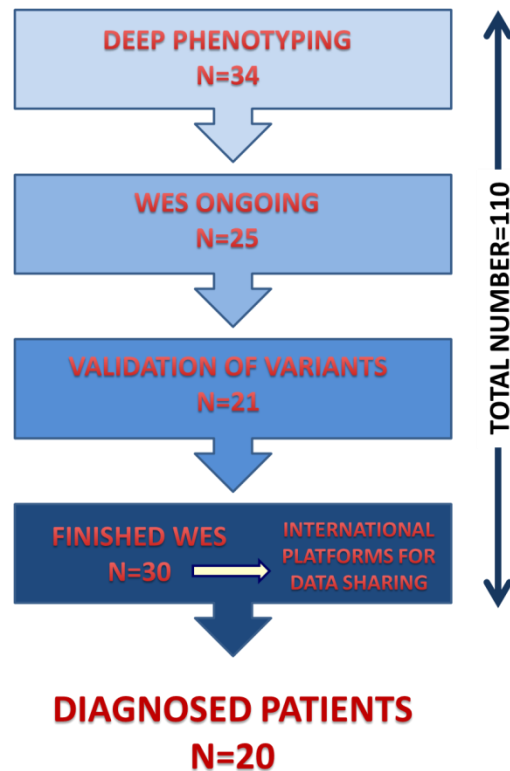 DEEP PHENOTYPING
N=34
WES ONGOING
N=25
VALIDATION OF VARIANTS
N=21
FINISHED WES
N=30
INTERNATIONAL
PLATFORMS FOR
DATA SHARING
DIAGNOSED PATIENTS
N=20
TOTAL NUMBER=110